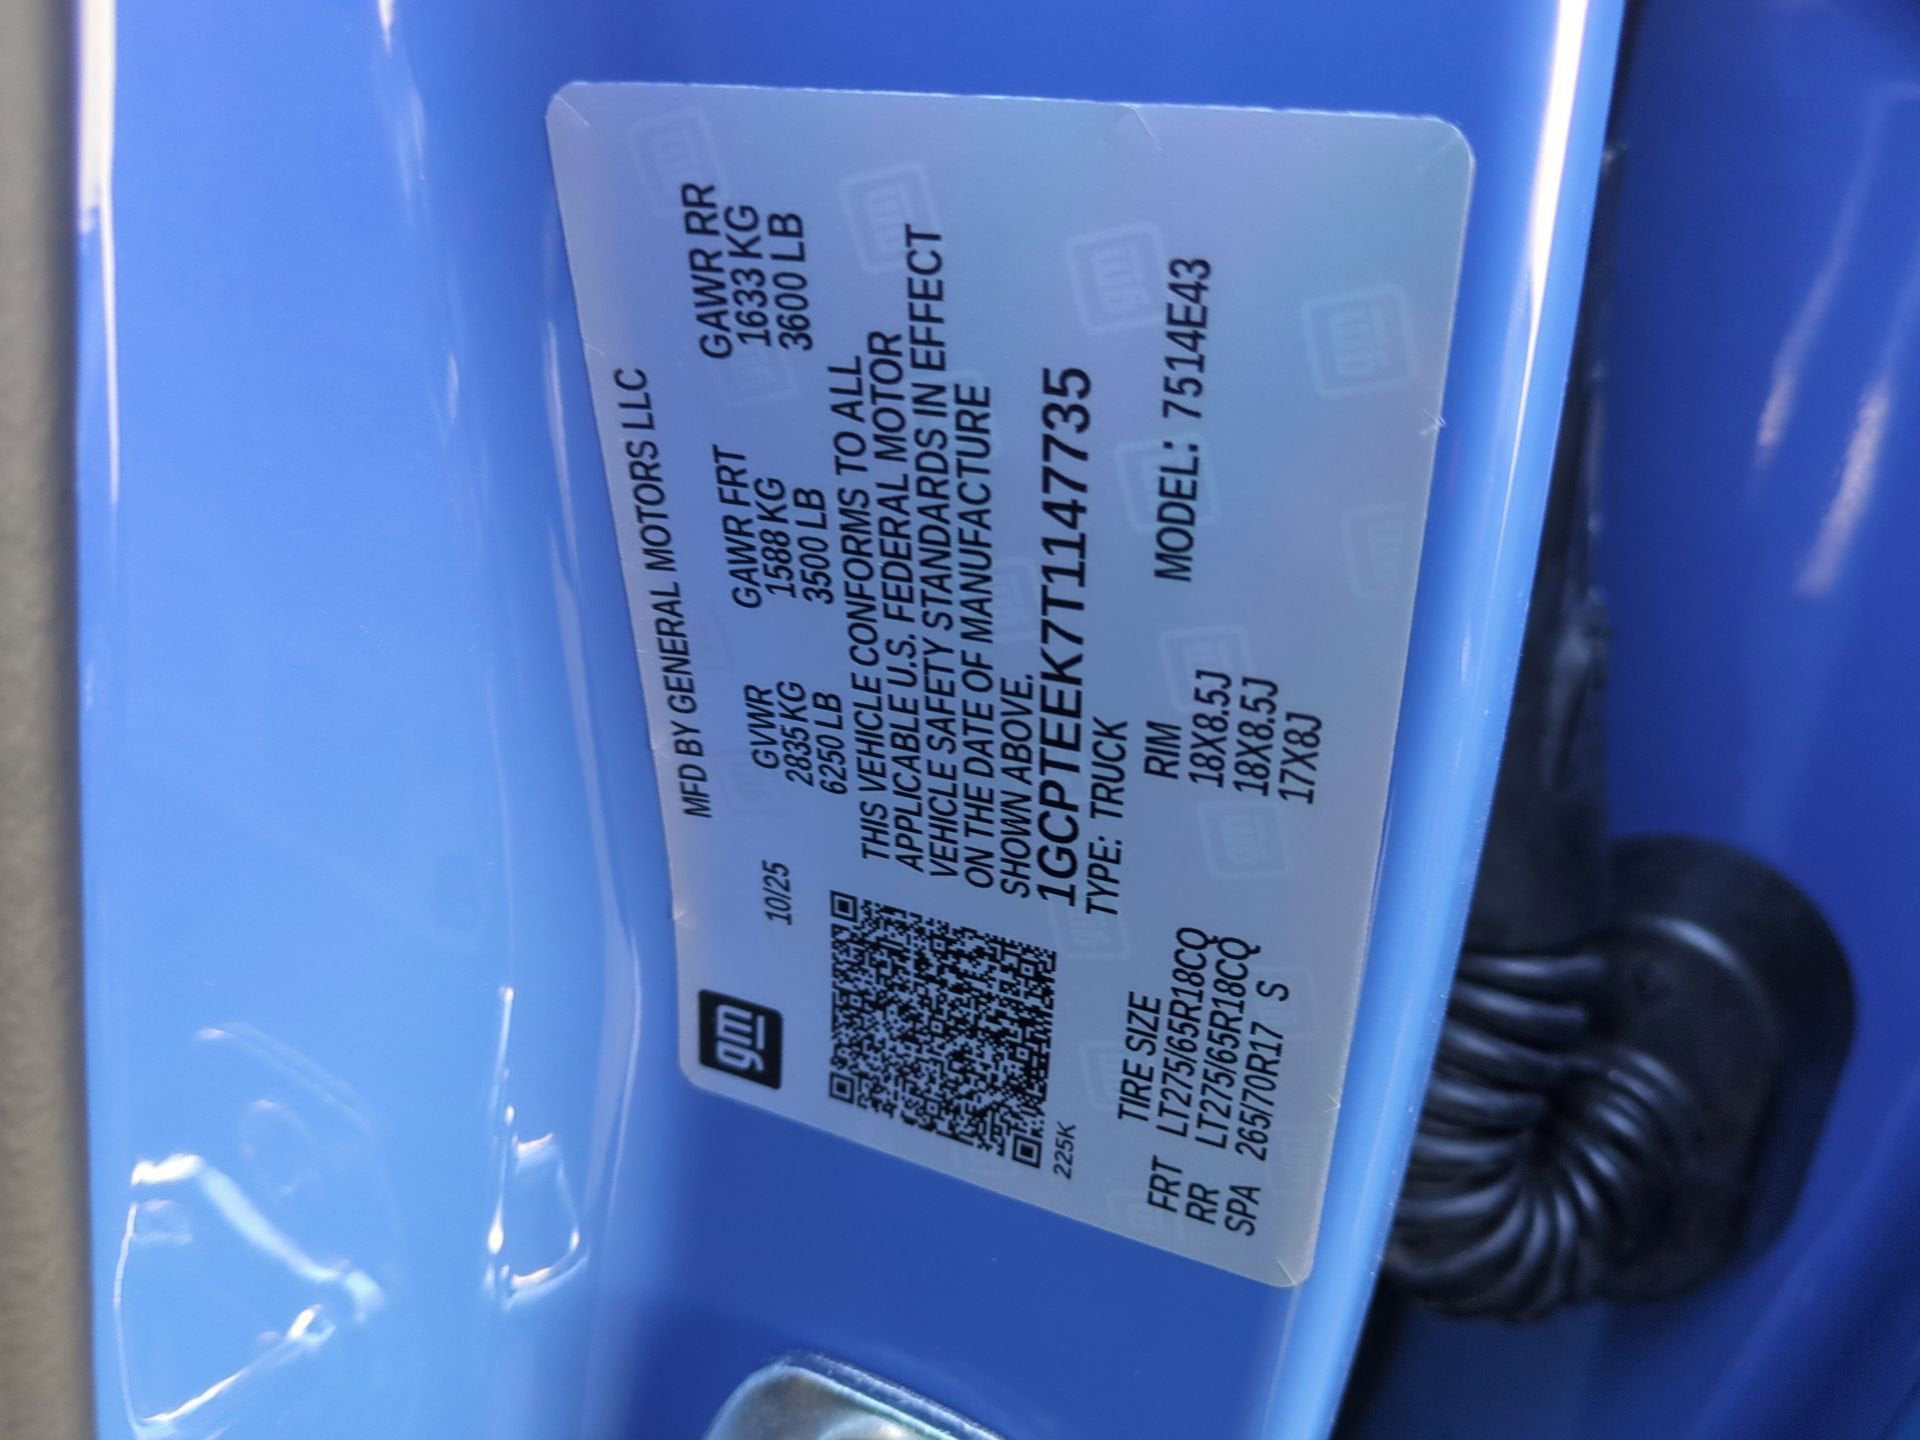 gm
MFD BY GENERAL MOTORS LLC
10/25
GVWR GAWR FRT GAWR RR
2835 KG 1588 KG 1633 KG
6250 LB 3500 LB 3600 LB
THIS VEHICLE CONFORMS TO ALL
APPLICABLE U.S. FEDERAL MOTOR
VEHICLE SAFETY STANDARDS IN EFFECT
ON THE DATE OF MANUFACTURE
SHOWN ABOVE.
1GCPTEEK7T1147735
225K
TYPE: TRUCK
MODEL: 7514E43
TIRE SIZE RIM
FRT LT275/65R18CQ 18X8.5J
RR LT275/65R18CQ 18X8.5J
SPA 265/70R17 S 17X8J